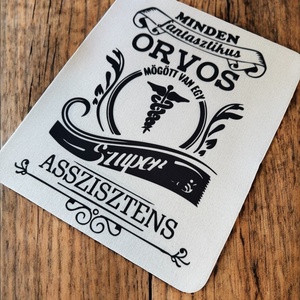 MINDEN
fantasztikus
ORVOS
MÖGÖTT VAN EGY
Szuper
ASSZISZTENS